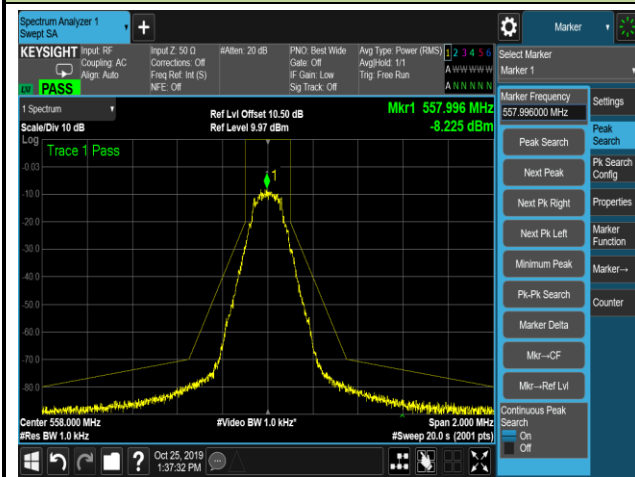 Spectrum Analyzer 1
Swept SA
+
Marker
KEYSIGHT
Input: RF
Coupling: AC
Align: Auto
Input Z: 50 Ω
Corrections: Off
Freq Ref: Int (S)
NFE: Off
#Atten: 20 dB
PNO: Best Wide
Gate: Off
IF Gain: Low
Sig Track: Off
Avg Type: Power (RMS)
Avg|Hold: 1/1
Trig: Free Run
1 2 3 4 5 6
A W W W W W
A N N N N N
LXI
PASS
Select Marker
Marker 1
1 Spectrum
Scale/Div 10 dB
Ref Lvl Offset 10.50 dB
Ref Level 9.97 dBm
Mkr1 557.996 MHz
-8.225 dBm
Log
Trace 1 Pass
1
-0.03
-10.0
-20.0
-30.0
-40.0
-50.0
-60.0
-70.0
-80.0
Center 558.000 MHz
#Res BW 1.0 kHz
#Video BW 1.0 kHz*
Span 2.000 MHz
#Sweep 20.0 s (2001 pts)
Marker Frequency
557.996000 MHz
Peak Search
Next Peak
Next Pk Right
Next Pk Left
Minimum Peak
Pk-Pk Search
Marker Delta
Mkr→CF
Mkr→Ref Lvl
Continuous Peak
Search
On
Off
Settings
Peak
Search
Pk Search
Config
Properties
Marker
Function
Marker→
Counter
?
Oct 25, 2019
1:37:32 PM